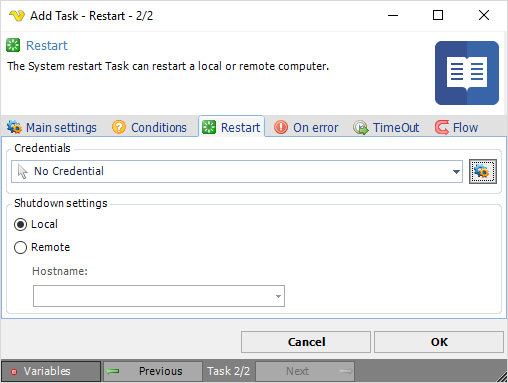 Add Task - Restart - 2/2
Restart
The System restart Task can restart a local or remote computer.
Main settings Conditions Restart On error TimeOut Flow
Credentials
No Credential
Shutdown settings
Local
Remote
Hostname:
Cancel OK
Variables Previous Task 2/2 Next